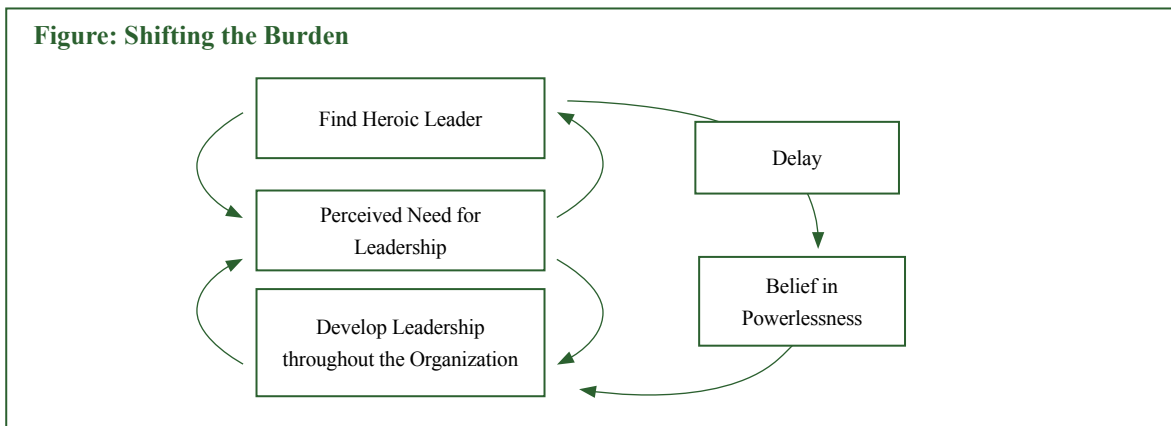 Figure: Shifting the Burden
Find Heroic Leader
Delay
Perceived Need for
Leadership
Belief in
Powerlessness
Develop Leadership
throughout the Organization